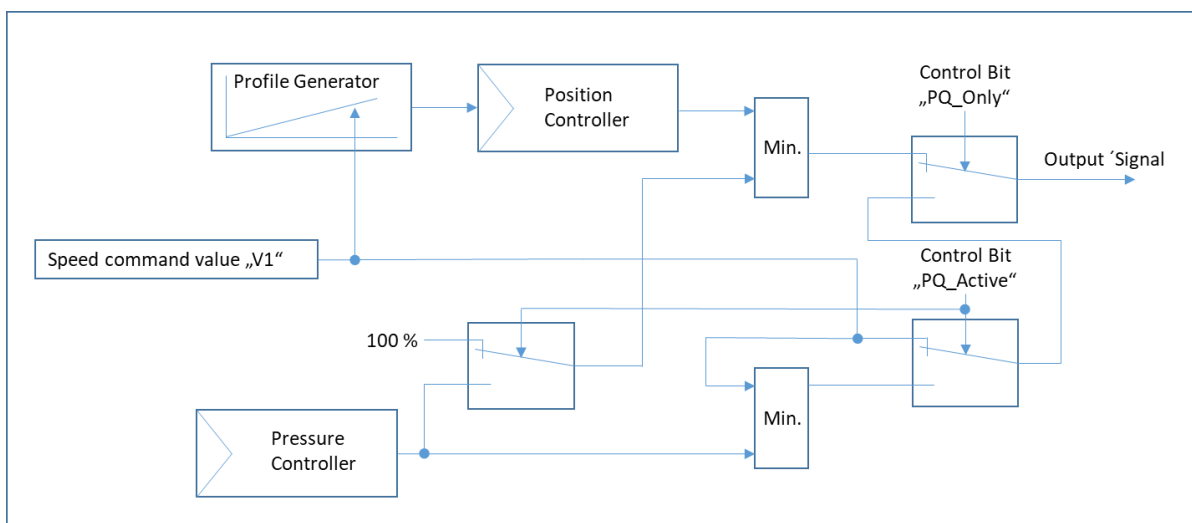 Profile Generator
Position
Controller
Control Bit
„PQ_Only“
Min.
Output ´Signal
Speed command value „V1“
Control Bit
„PQ_Active“
100 %
Min.
Pressure
Controller